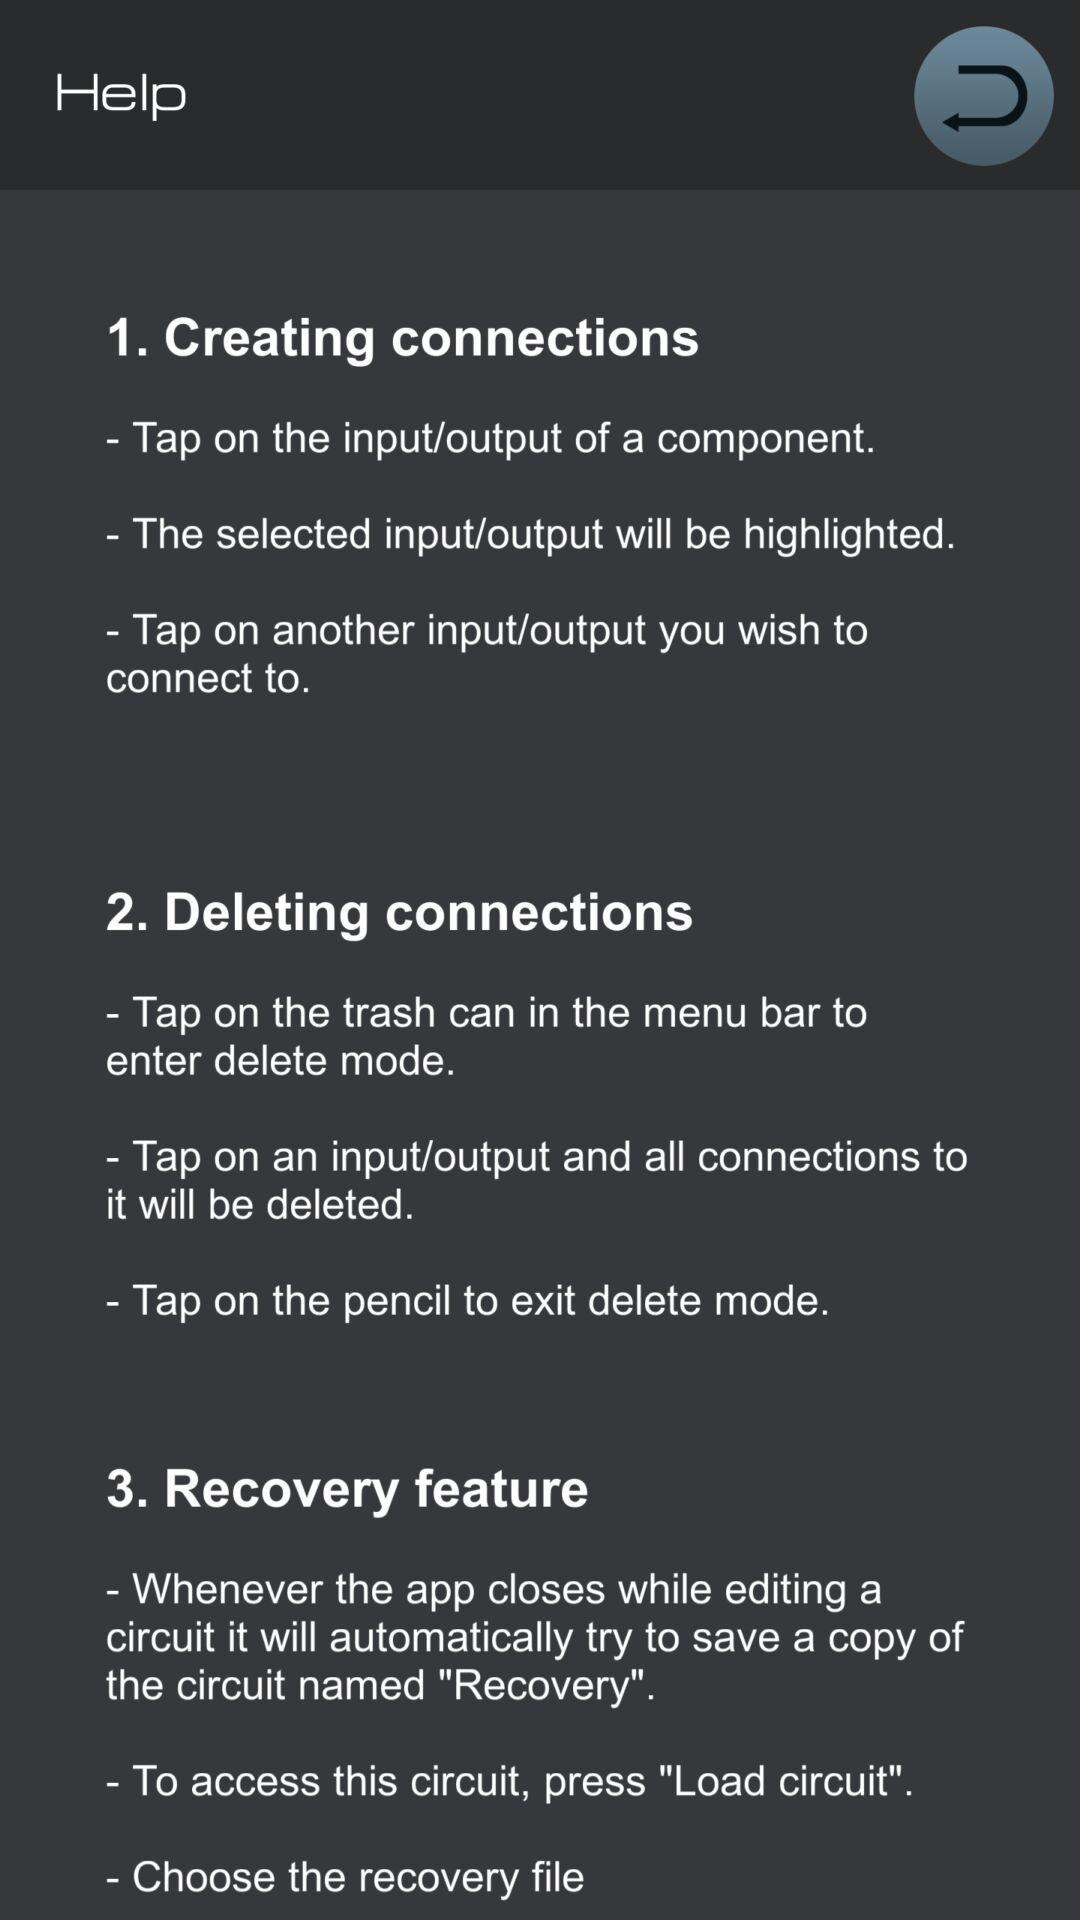 Help
1. Creating connections
- Tap on the input/output of a component.
- The selected input/output will be highlighted.
- Tap on another input/output you wish to
connect to.
2. Deleting connections
- Tap on the trash can in the menu bar to
enter delete mode.
- Tap on an input/output and all connections to
it will be deleted.
- Tap on the pencil to exit delete mode.
3. Recovery feature
- Whenever the app closes while editing a
circuit it will automatically try to save a copy of
the circuit named "Recovery".
- To access this circuit, press "Load circuit".
- Choose the recovery file